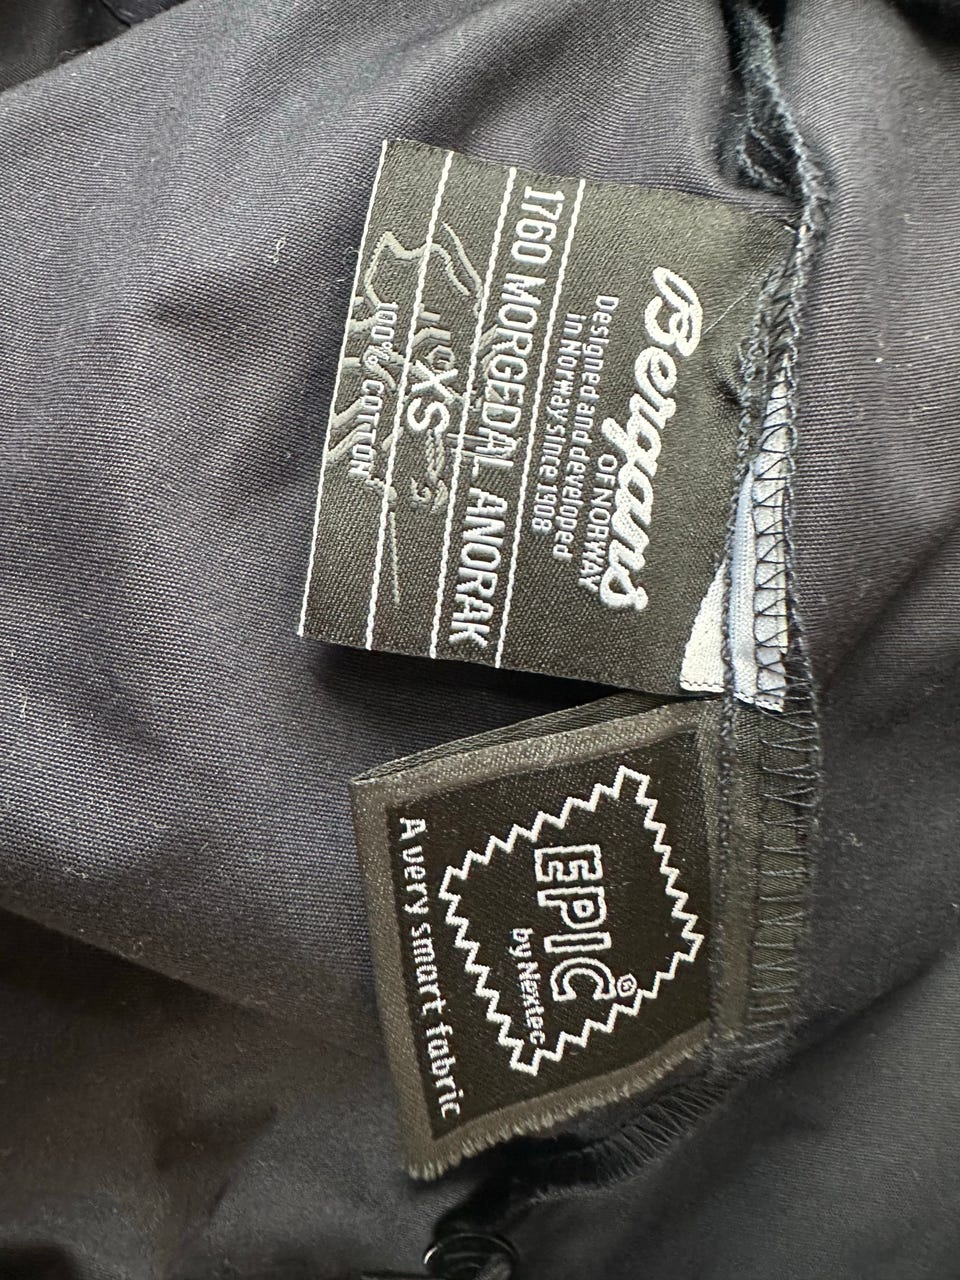 Bergans
OF NORWAY
Designed and developed
in Norway since 1908
1760 MORGEDAL ANORAK
XS
100% COTTON
EPIC®
by Nextec
A very smart fabric